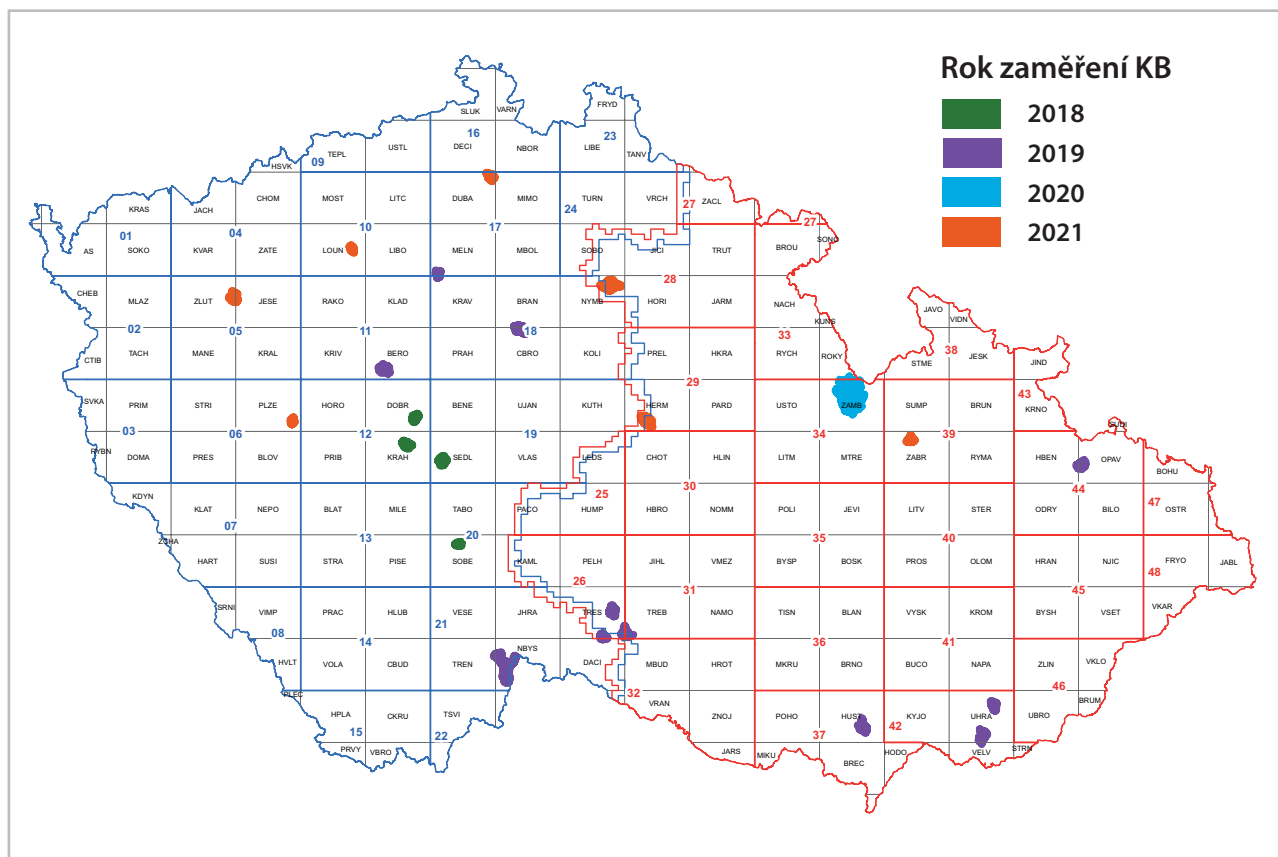 Rok zaměření KB
2018
2019
2020
2021
FRYD
SLUK VARN
16 23
USTL DECI NBOR LIBE
TEPL TANV
09
HSVK
CHOM MOST LITC DUBA MIMO TURN VRCH ZACL
KRAS JACH 24 27
01 04 10 17 27
AS SOKO KVAR ZATE LOUN LIBO MELN MBOL SOBO JICI TRUT BROU SONO
28
CHEB MLAZ ZLUT JESE RAKO KLAD KRAV BRAN NYMB HORI JARM NACH JAVO VIDN
KUNS
02 05 11 18 33
CTIB TACH MANE KRAL KRIV BERO PRAH CBRO KOLI PREL HKRA RYCH ROKY STME 38 JESK JIND
29
SVKA PRIM STRI PLZE HORO DOBR BENE UJAN KUTH HERM PARD USTO ZAMB SUMP BRUN 43 KRNO
SUDI
03 06 12 19 34 39
RYBN DOMA PRES BLOV PRIB KRAH SEDL VLAS LEDS CHOT HLIN LITM MTRE ZABR RYMA HBEN OPAV BOHU
KDYN 25 30 44 47
KLAT NEPO BLAT MILE TABO PACO HUMP HBRO NOMM POLI JEVI LITV STER ODRY BILO OSTR
07 13 20 35 40
ZCHA
HART SUSI STRA PISE SOBE KAML PELH JIHL VMEZ BYSP BOSK PROS OLOM HRAN NJIC FRYO JABL
48
26 31 45
SRNI VIMP PRAC HLUB VESE JHRA TRES TREB NAMO TISN BLAN VYSK KROM BYSH VSET VKAR
21
08 14 36 41
HVLT VOLA CBUD TREN NBYS DACI MBUD HROT MKRU BRNO BUCO NAPA ZLIN VKLO
PLEC 32 46
VRAN BRUM
HPLA CKRU TSVI ZNOJ POHO HUST KYJO UHRA UBRO
15 22 37 42
PRVY VBRO JARS MIKU BREC HODO VELV STRN